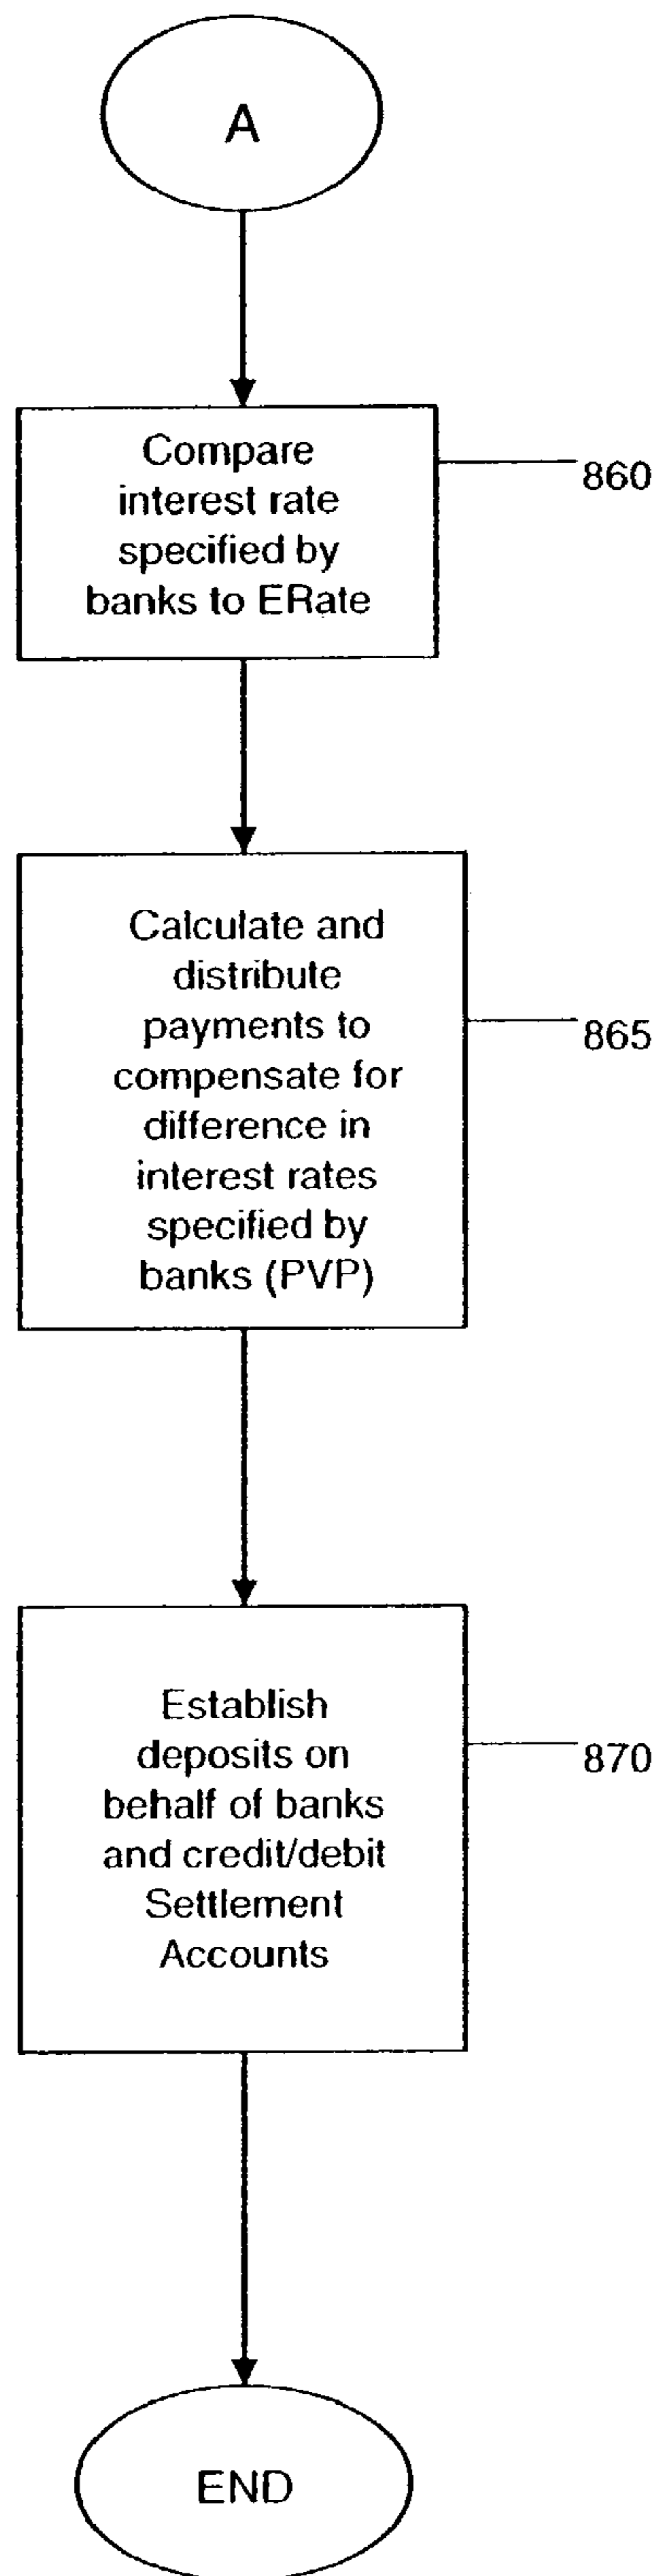 A
Compare
interest rate
specified by
banks to ERate
860
Calculate and
distribute
payments to
compensate for
difference in
interest rates
specified by
banks (PVP)
865
Establish
deposits on
behalf of banks
and credit/debit
Settlement
Accounts
870
END